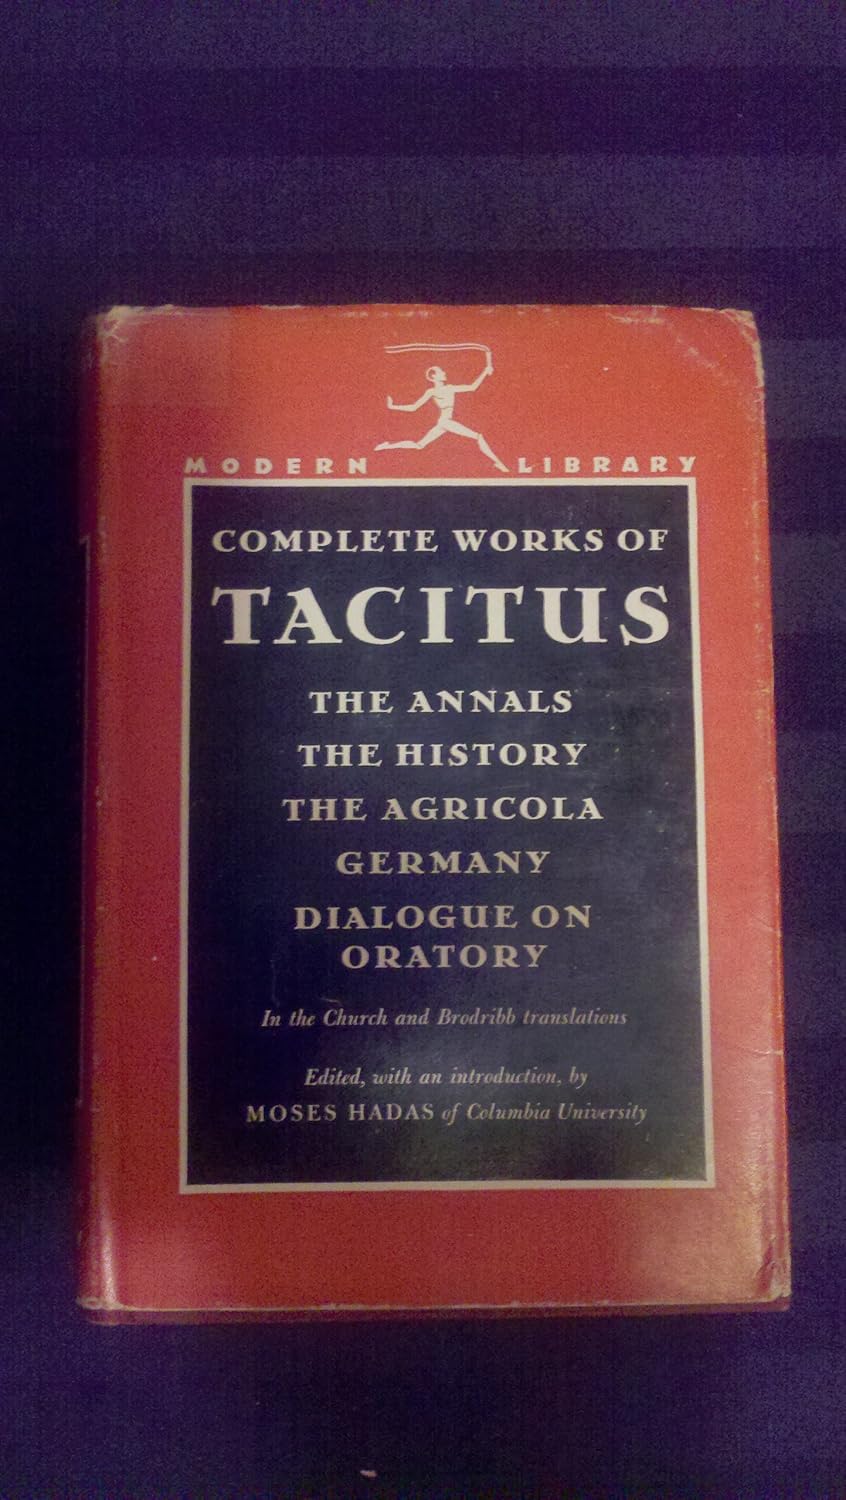 MODERN LIBRARY
COMPLETE WORKS OF
TACITUS
THE ANNALS
THE HISTORY
THE AGRICOLA
GERMANY
DIALOGUE ON
ORATORY
In the Church and Brodribb translations
Edited, with an introduction, by
MOSES HADAS of Columbia University